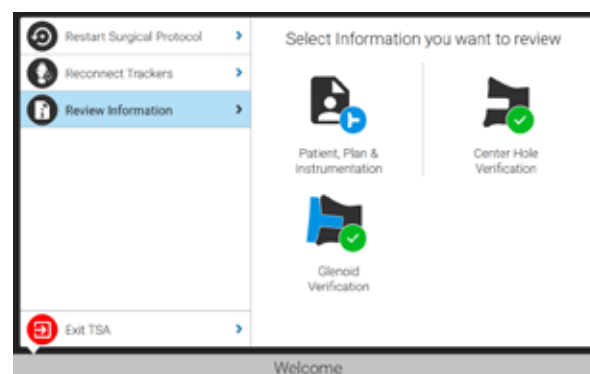 Restart Surgical Protocol
Reconnect Trackers
Review Information
Exit TSA
Select Information you want to review
Patient, Plan &
Instrumentation
Center Hole
Verification
Glenoid
Verification
Welcome